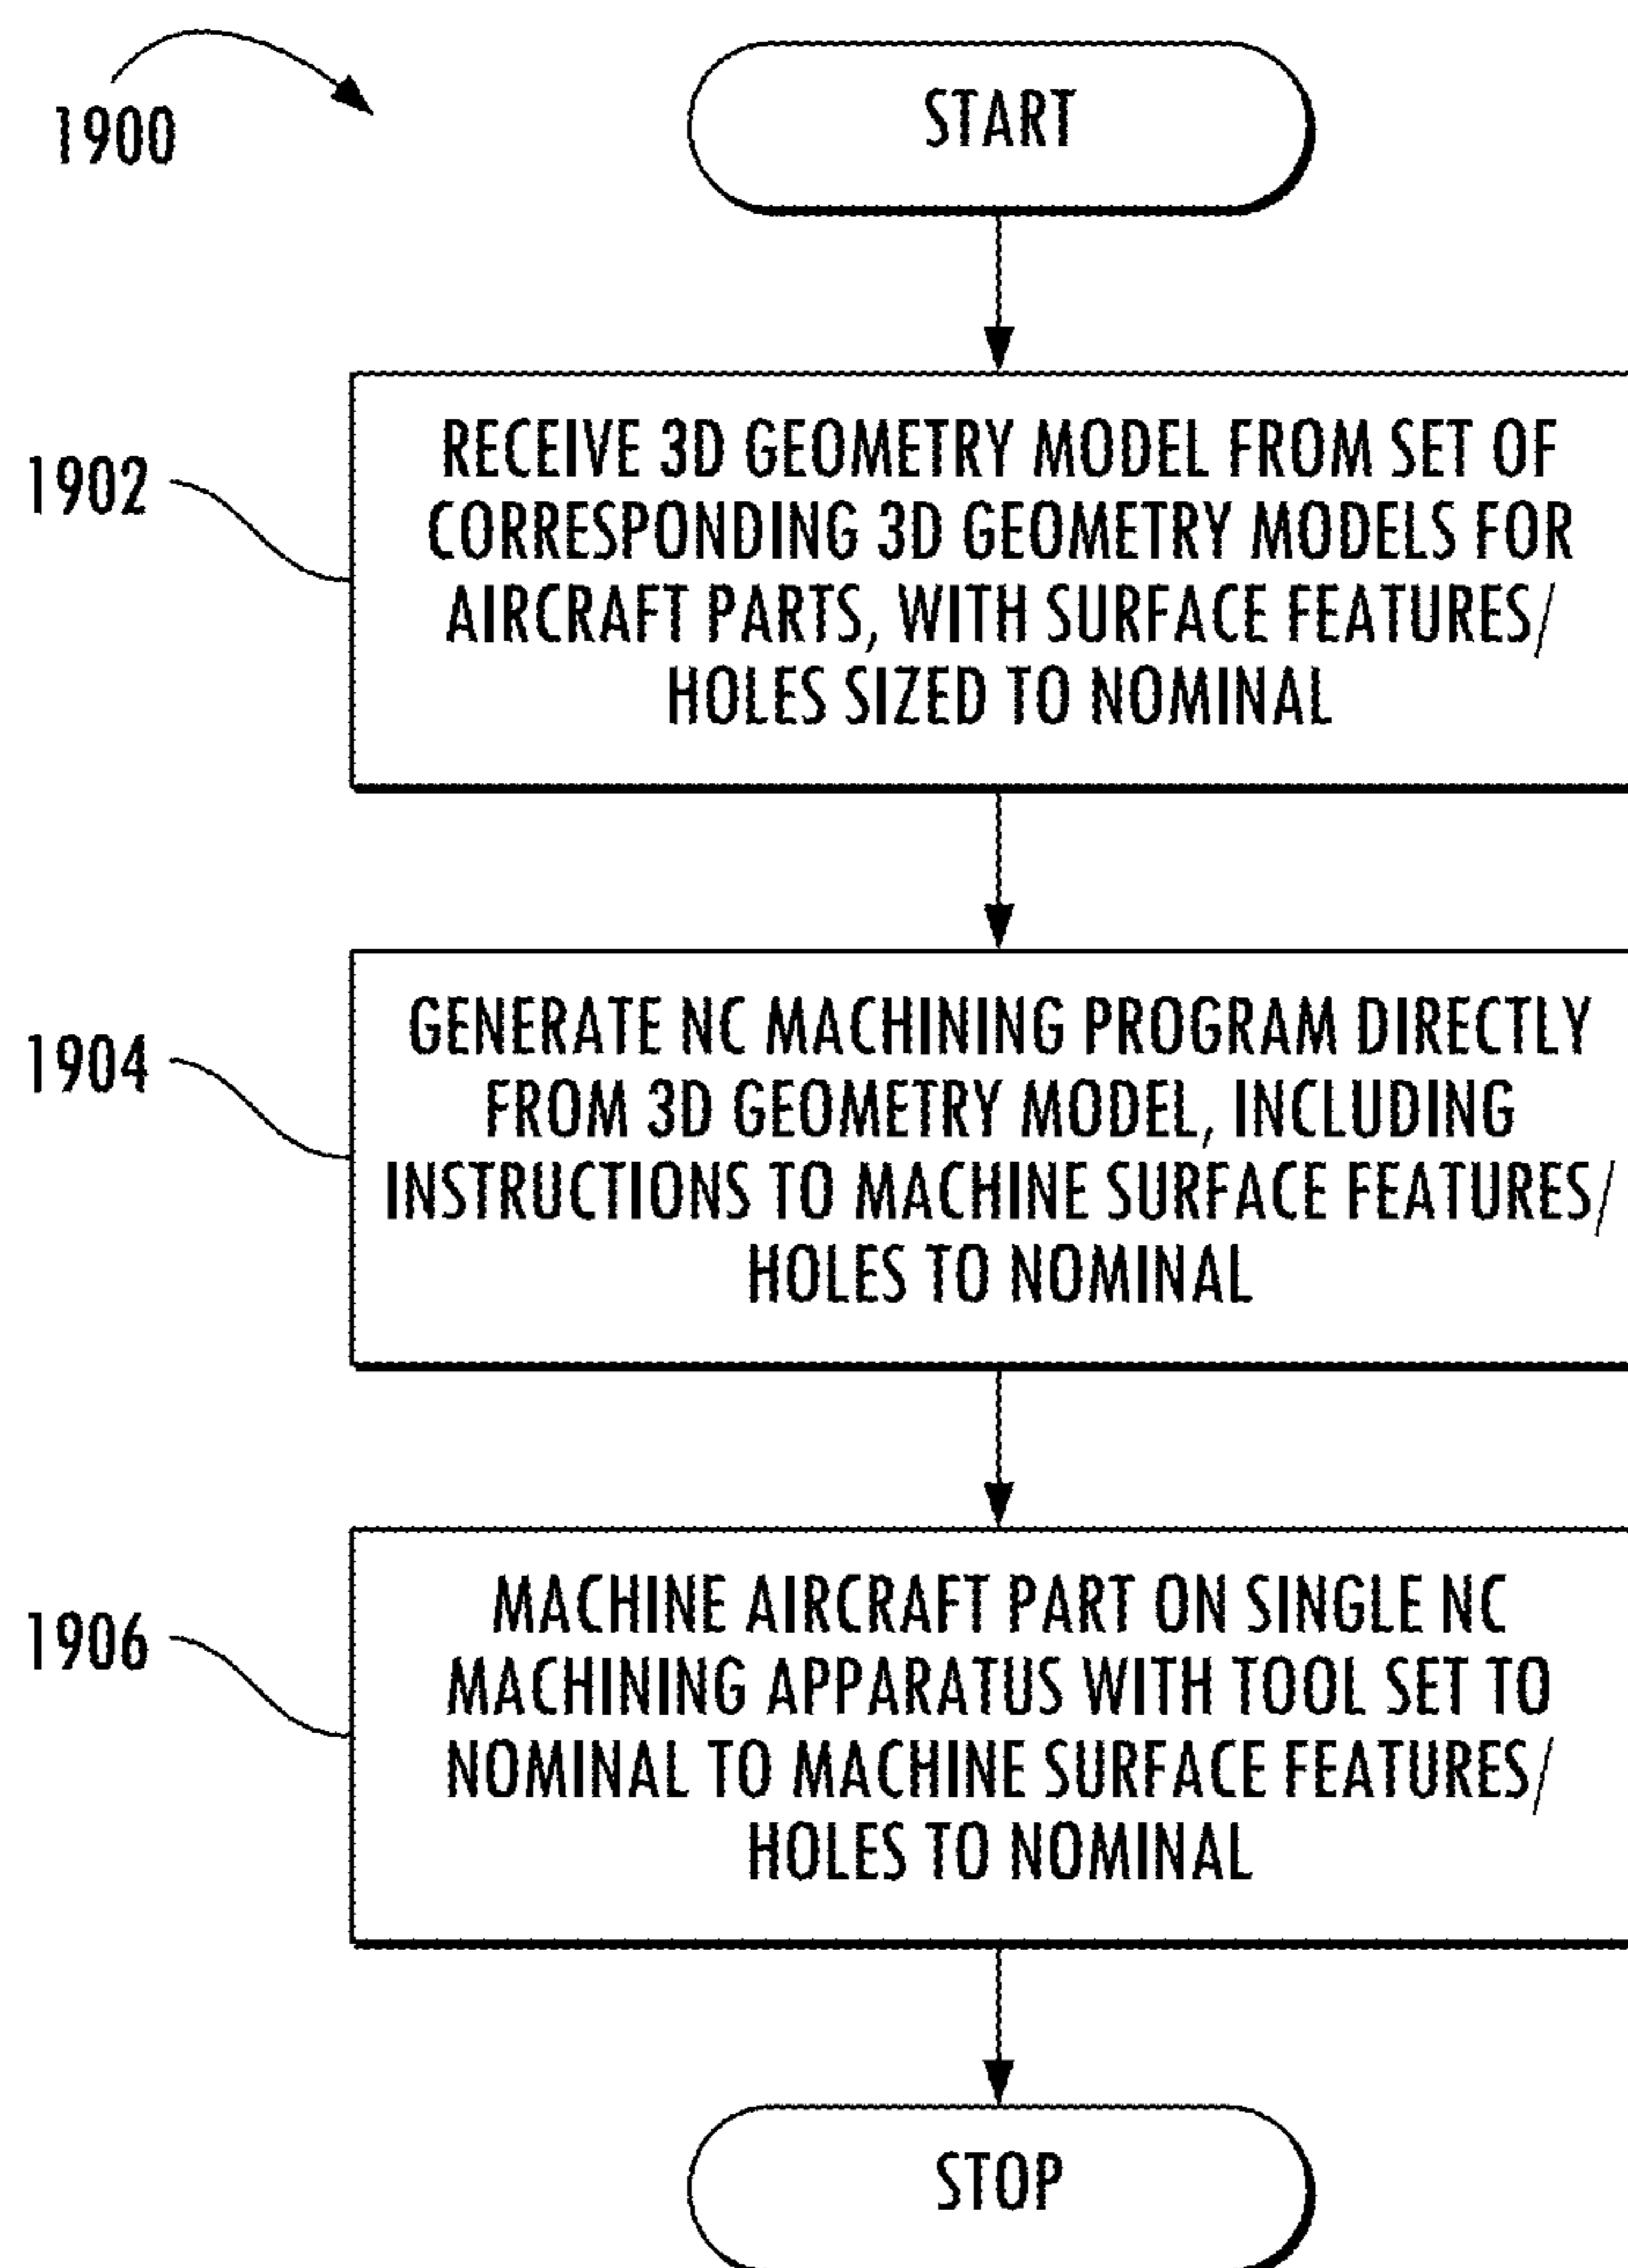 1900
START
1902
RECEIVE 3D GEOMETRY MODEL FROM SET OF
CORRESPONDING 3D GEOMETRY MODELS FOR
AIRCRAFT PARTS, WITH SURFACE FEATURES/
HOLES SIZED TO NOMINAL
1904
GENERATE NC MACHINING PROGRAM DIRECTLY
FROM 3D GEOMETRY MODEL, INCLUDING
INSTRUCTIONS TO MACHINE SURFACE FEATURES/
HOLES TO NOMINAL
1906
MACHINE AIRCRAFT PART ON SINGLE NC
MACHINING APPARATUS WITH TOOL SET TO
NOMINAL TO MACHINE SURFACE FEATURES/
HOLES TO NOMINAL
STOP